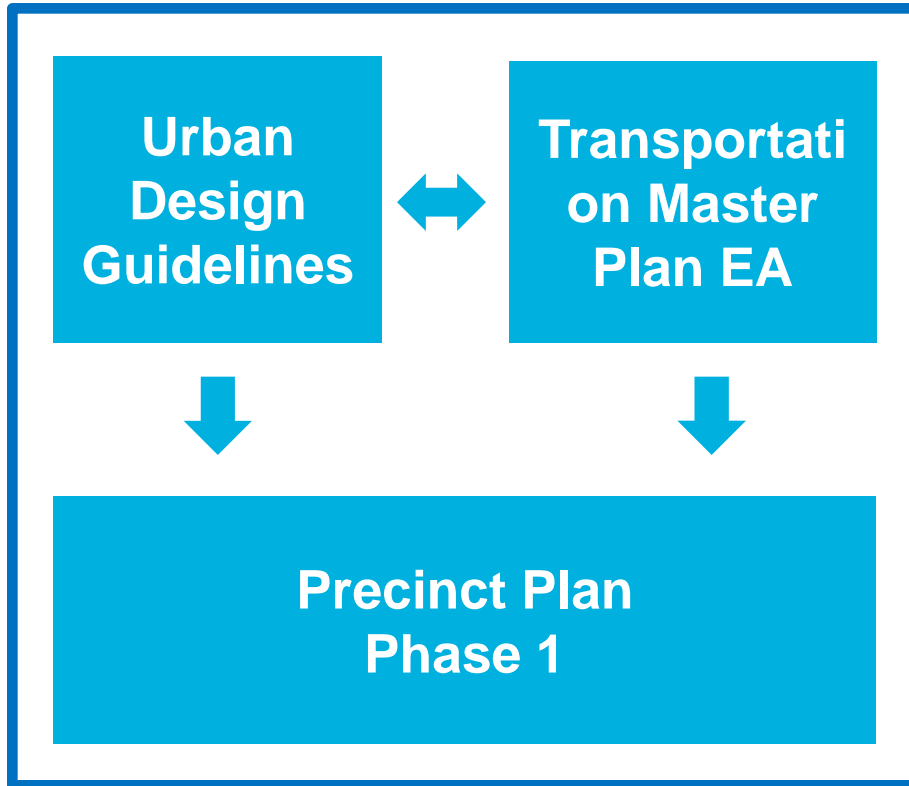 Urban
Design
Guidelines
Transportati
on Master
Plan EA
Precinct Plan
Phase 1